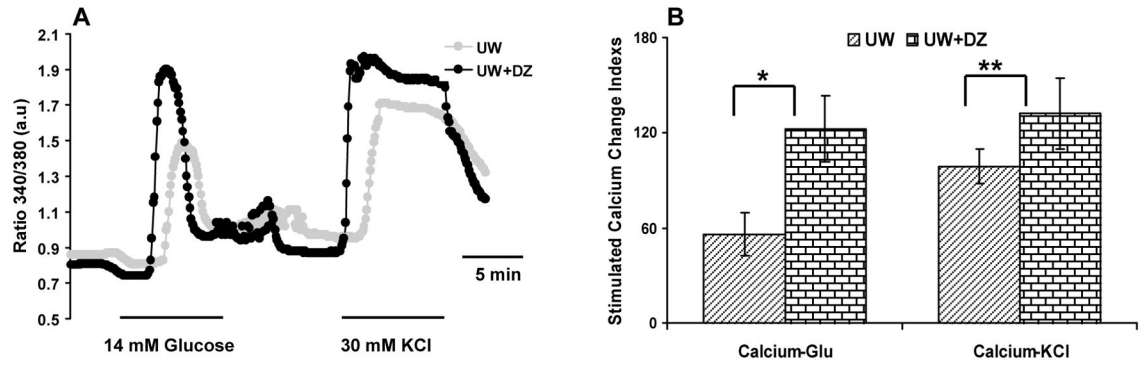 A
Ratio 340/380 (a.u)
2.1
1.9
1.7
1.5
1.3
1.1
0.9
0.7
0.5
UW
UW+DZ
5 min
14 mM Glucose
30 mM KCl
B
Stimulated Calcium Change Indexs
180
120
60
0
UW
UW+DZ
*
**
Calcium-Glu
Calcium-KCl